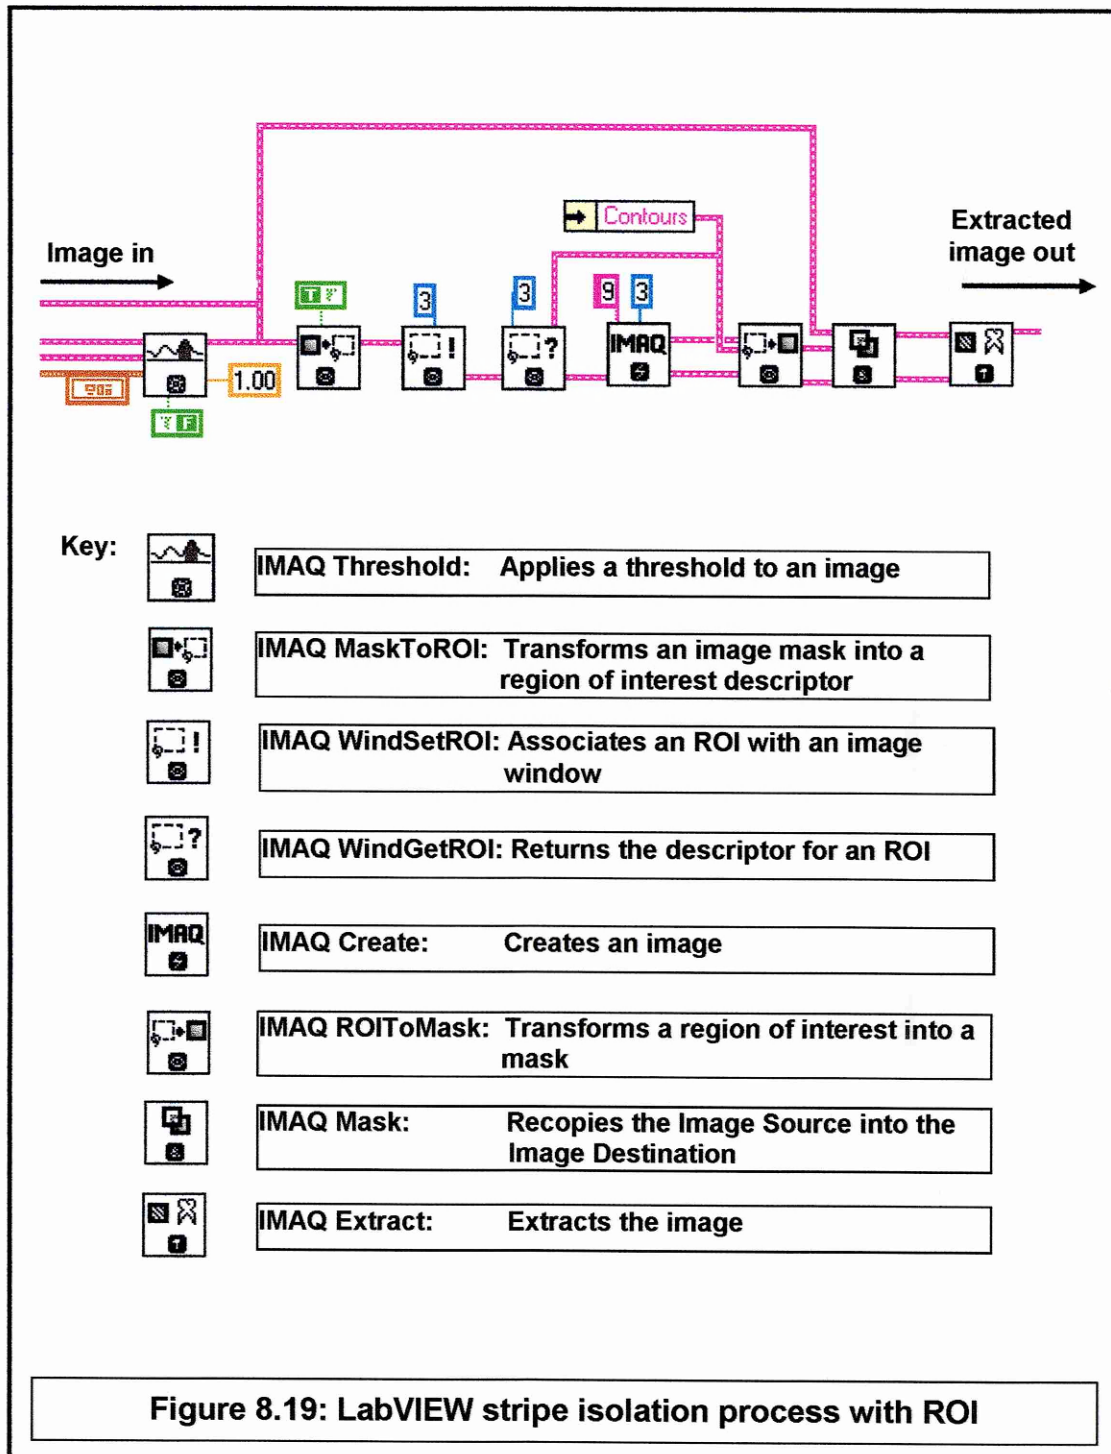 Image in
Contours
Extracted
image out
T
3
3
9
3
IMAQ
1.00
F
Key:
IMAQ Threshold: Applies a threshold to an image
IMAQ MaskToROI: Transforms an image mask into a
region of interest descriptor
! IMAQ WindSetROI: Associates an ROI with an image
window
? IMAQ WindGetROI: Returns the descriptor for an ROI
IMAQ IMAQ Create: Creates an image
IMAQ ROIToMask: Transforms a region of interest into a
mask
IMAQ Mask: Recopies the Image Source into the
Image Destination
IMAQ Extract: Extracts the image
Figure 8.19: LabVIEW stripe isolation process with ROI